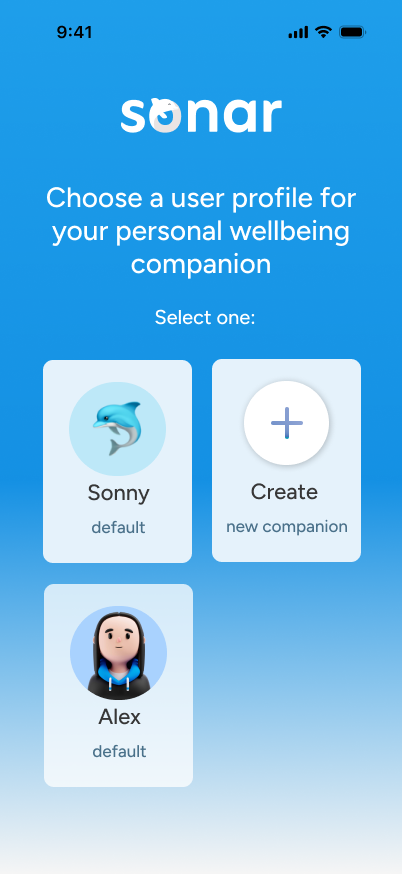 9:41
sonar
Choose a user profile for
your personal wellbeing
companion
Select one:
Sonny
default
Create
new companion
Alex
default